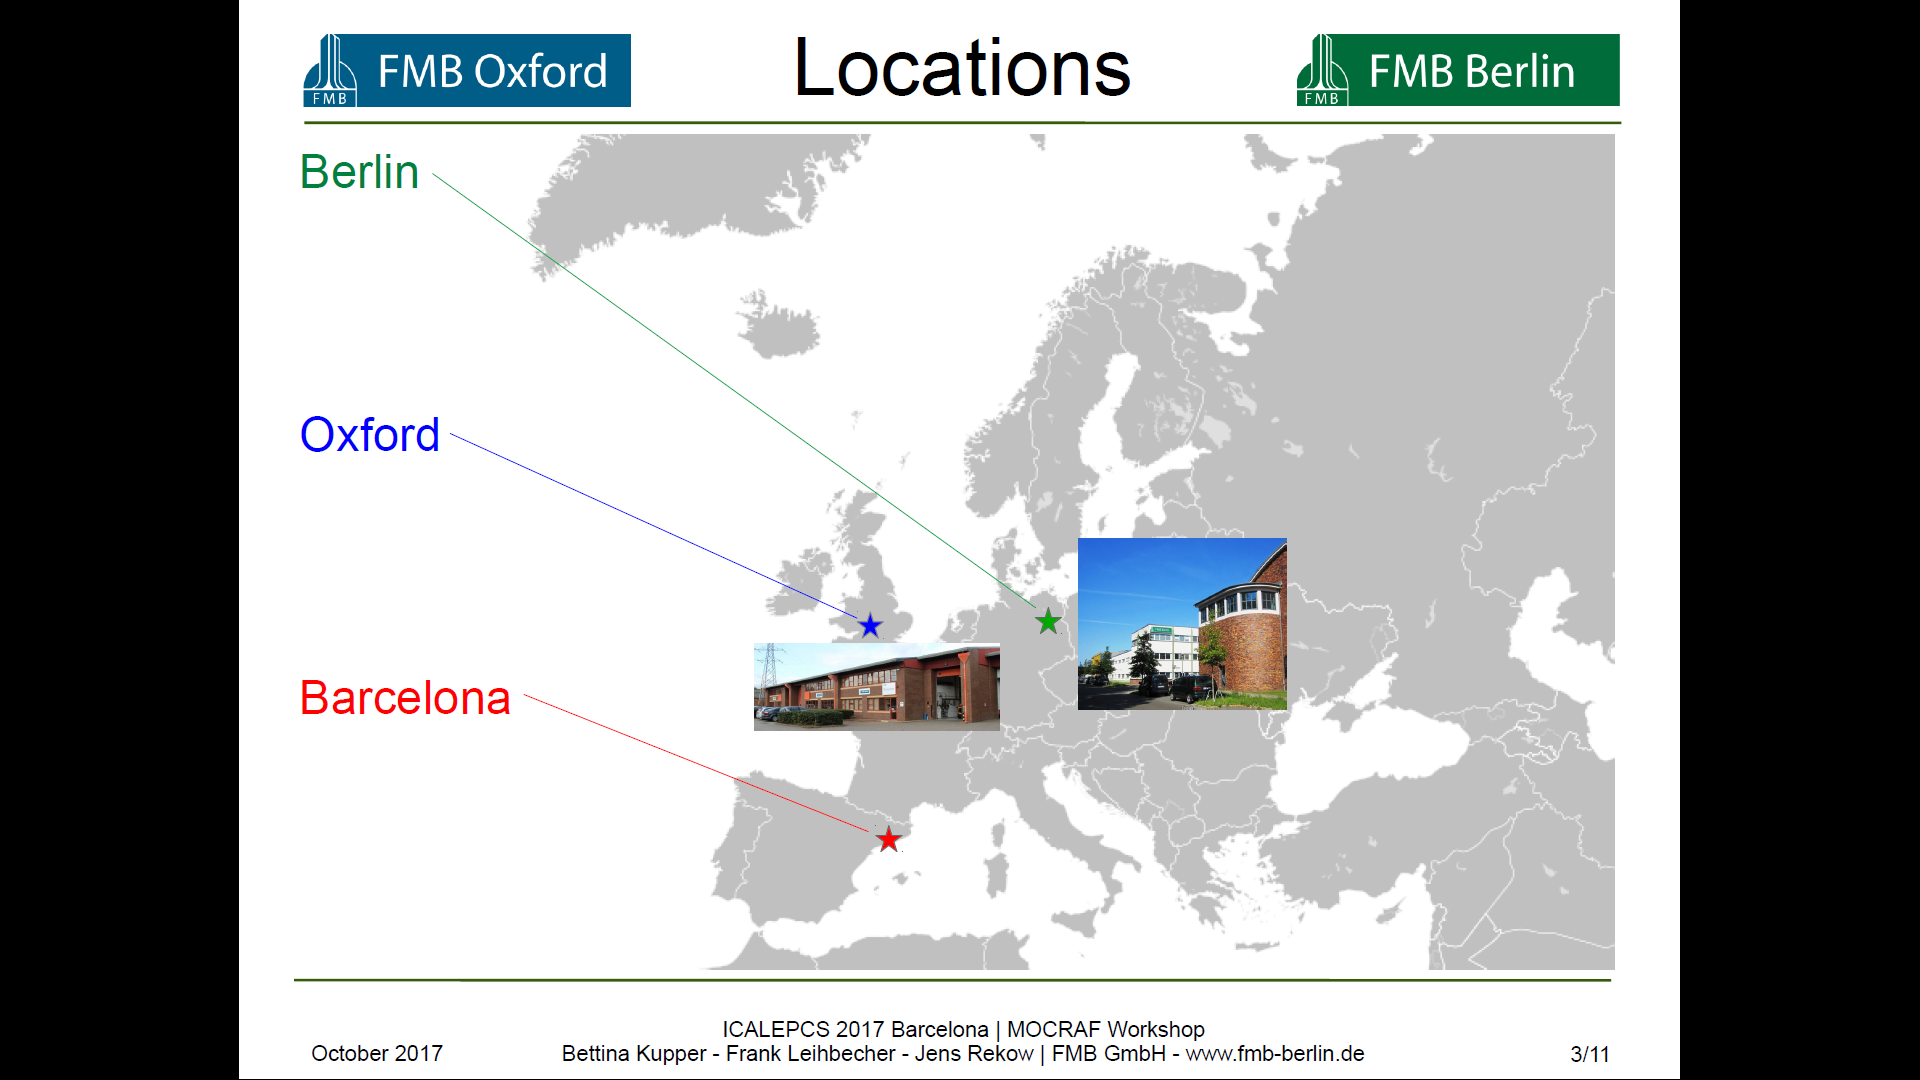 FMB Oxford
FMB
Locations
FMB Berlin
FMB
Berlin
Oxford
Barcelona
ICALEPCS 2017 Barcelona | MOCRAF Workshop
October 2017
Bettina Kupper - Frank Leihbecher - Jens Rekow | FMB GmbH - www.fmb-berlin.de
3/11